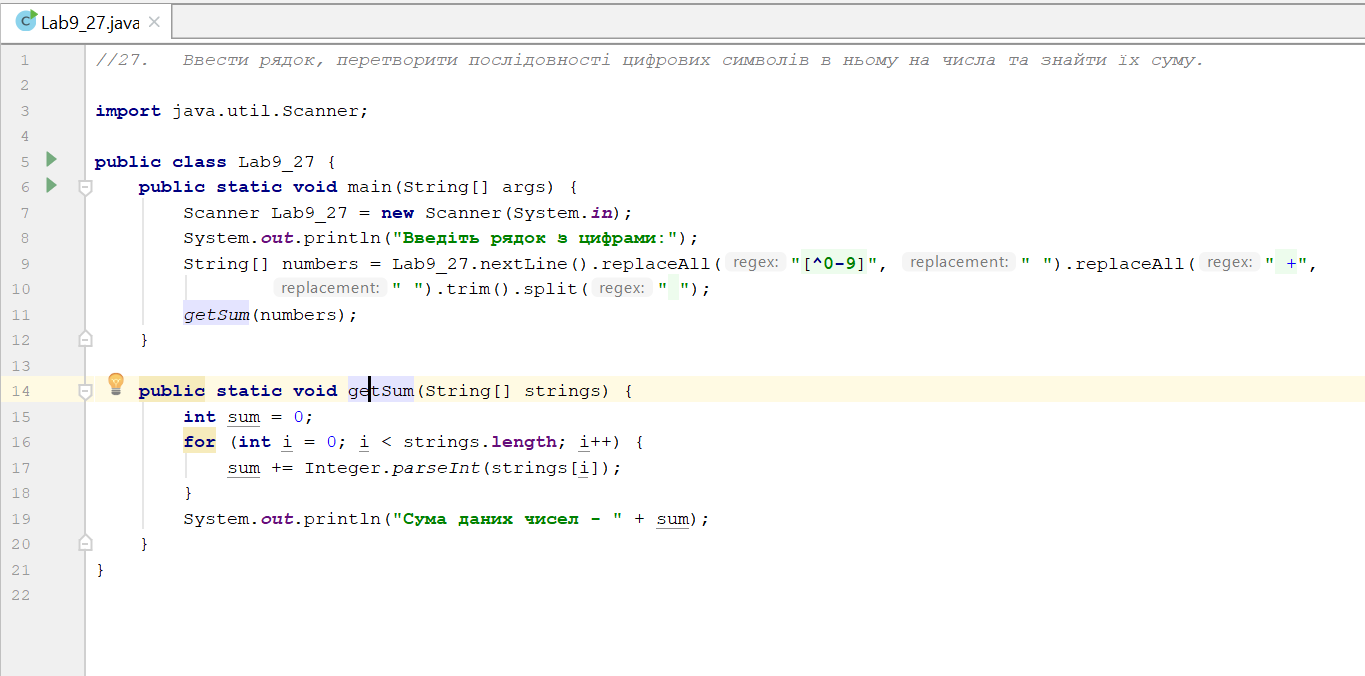 Lab9_27.java
1 //27. Ввести рядок, перетворити послідовності цифрових символів в ньому на числа та знайти їх суму.
2
3 import java.util.Scanner;
4
5 public class Lab9_27 {
6 public static void main(String[] args) {
7 Scanner Lab9_27 = new Scanner(System.in);
8 System.out.println("Введіть рядок з цифрами:");
9 String[] numbers = Lab9_27.nextLine().replaceAll( regex: "[^0-9]", replacement: " ").replaceAll( regex: " +",
10 replacement: " ").trim().split( regex: " ");
11 getSum(numbers);
12 }
13
14 public static void getSum(String[] strings) {
15 int sum = 0;
16 for (int i = 0; i < strings.length; i++) {
17 sum += Integer.parseInt(strings[i]);
18 }
19 System.out.println("Сума даних чисел - " + sum);
20 }
21 }
22